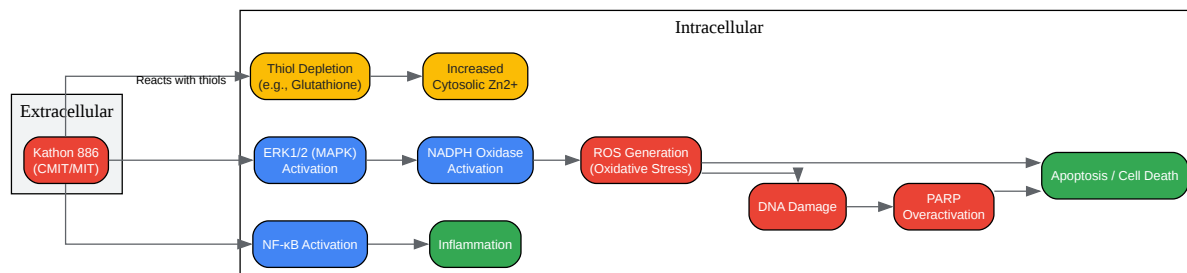 Intracellular
Thiol Depletion
(e.g., Glutathione)
Increased
Cytosolic Zn2+
Reacts with thiols
Extracellular
Kathon 886
(CMIT/MIT)
ERK1/2 (MAPK)
Activation
NADPH Oxidase
Activation
ROS Generation
(Oxidative Stress)
Apoptosis / Cell Death
DNA Damage
PARP
Overactivation
NF-κB Activation
Inflammation